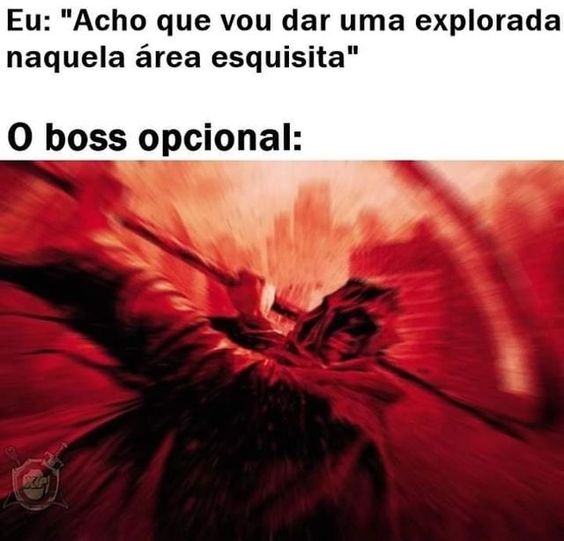 Eu: "Acho que vou dar uma explorada
naquela área esquisita"
O boss opcional: